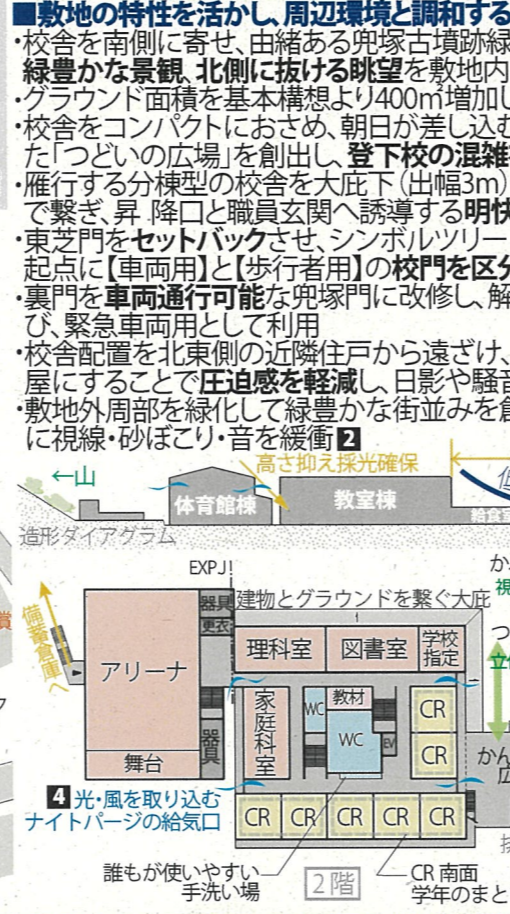 ■敷地の特性を活かし、周辺環境と調和する
・校舎を南側に寄せ、由緒ある兜塚古墳跡緑
緑豊かな景観、北側に抜ける眺望を敷地内
・グラウンド面積を基本構想より400㎡増加し
・校舎をコンパクトにおさめ、朝日が差し込む
た「つどいの広場」を創出し、登下校の混雑
・雁行する分棟型の校舎を大庇下(出幅3m)
で繋ぎ、昇 降口と職員玄関へ誘導する明快
・東芝門をセットバックさせ、シンボルツリー
起点に【車両用】と【歩行者用】の校門を区分
・裏門を車両通行可能な兜塚門に改修し、解
び、緊急車両用として利用
・校舎配置を北東側の近隣住戸から遠ざけ、
屋にすることで圧迫感を軽減し、日影や騒音
・敷地外周部を緑化して緑豊かな街並みを創
に視線・砂ぼこり・音を緩衝2
高さ抑え採光確保
←山
体育館棟
教室棟
給食室
造形ダイアグラム
EXPJ
器具
建物とグラウンドを繋ぐ大庇
更衣
備蓄倉庫へ
アリーナ
理科室
図書室
学校
指定
家庭科室
WC
教材
CR
器具
WC
EV
CR
舞台
4 光・風を取り込む
ナイトパージの給気口
CR CR CR CR CR
誰もが使いやすい
手洗い場
2階
CR 南面
学年のまと